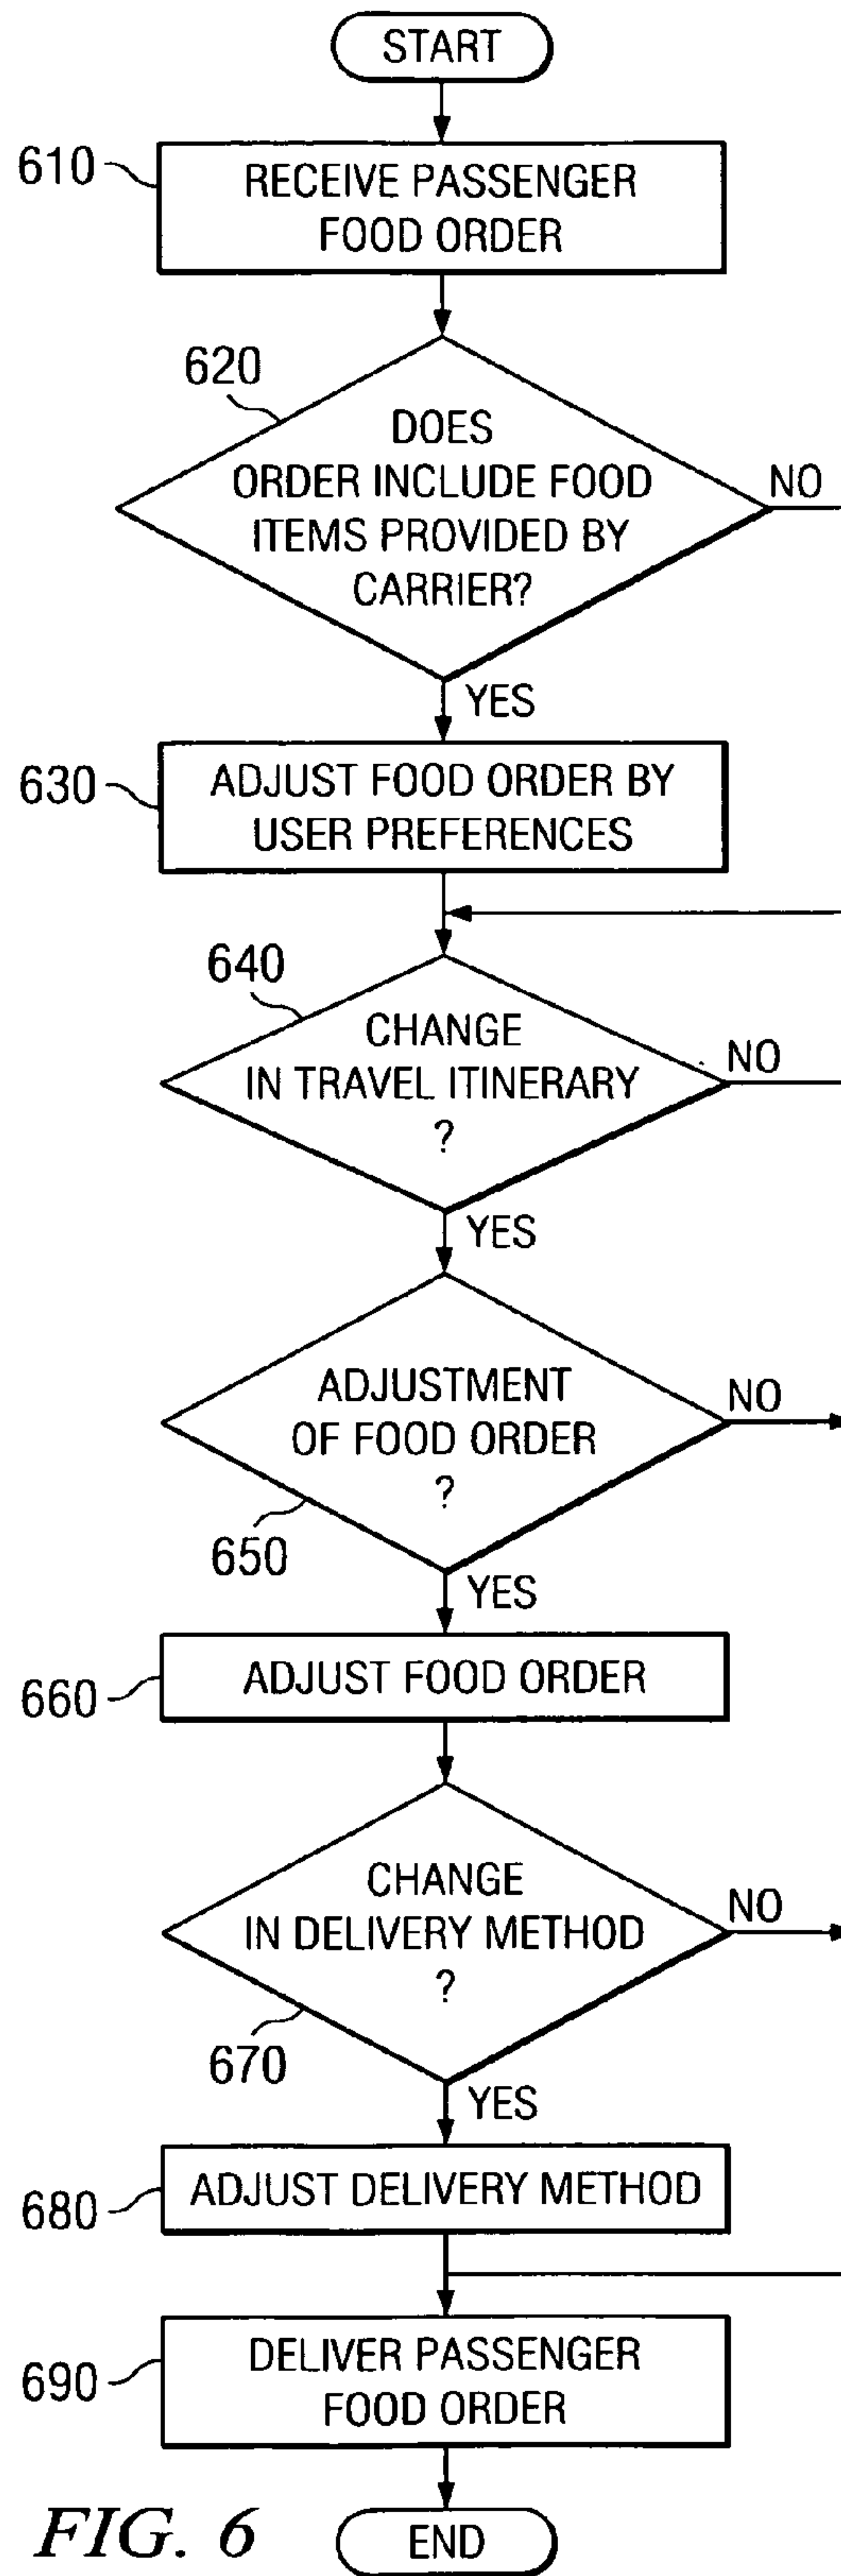 START
610
RECEIVE PASSENGER
FOOD ORDER
620
DOES
ORDER INCLUDE FOOD
ITEMS PROVIDED BY
CARRIER?
NO
YES
630
ADJUST FOOD ORDER BY
USER PREFERENCES
640
CHANGE
IN TRAVEL ITINERARY
?
NO
YES
ADJUSTMENT
OF FOOD ORDER
?
NO
650
YES
660
ADJUST FOOD ORDER
CHANGE
IN DELIVERY METHOD
?
NO
670
YES
680
ADJUST DELIVERY METHOD
690
DELIVER PASSENGER
FOOD ORDER
FIG. 6
END